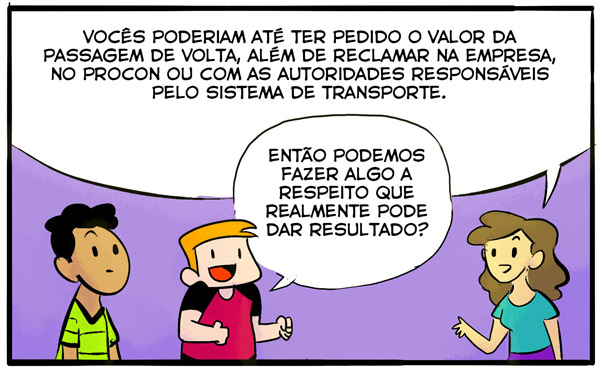 VOCÊS PODERIAM ATÉ TER PEDIDO O VALOR DA
PASSAGEM DE VOLTA, ALÉM DE RECLAMAR NA EMPRESA,
NO PROCON OU COM AS AUTORIDADES RESPONSÁVEIS
PELO SISTEMA DE TRANSPORTE.
ENTÃO PODEMOS
FAZER ALGO A
RESPEITO QUE
REALMENTE PODE
DAR RESULTADO?